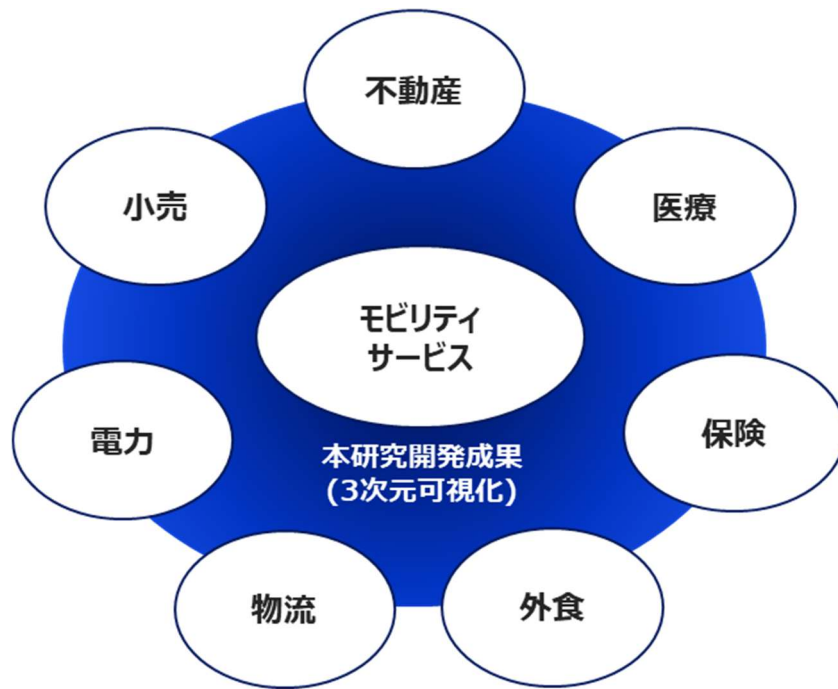 不動産
小売
医療
モビリティ
サービス
電力
保険
本研究開発成果
(3次元可視化)
物流
外食